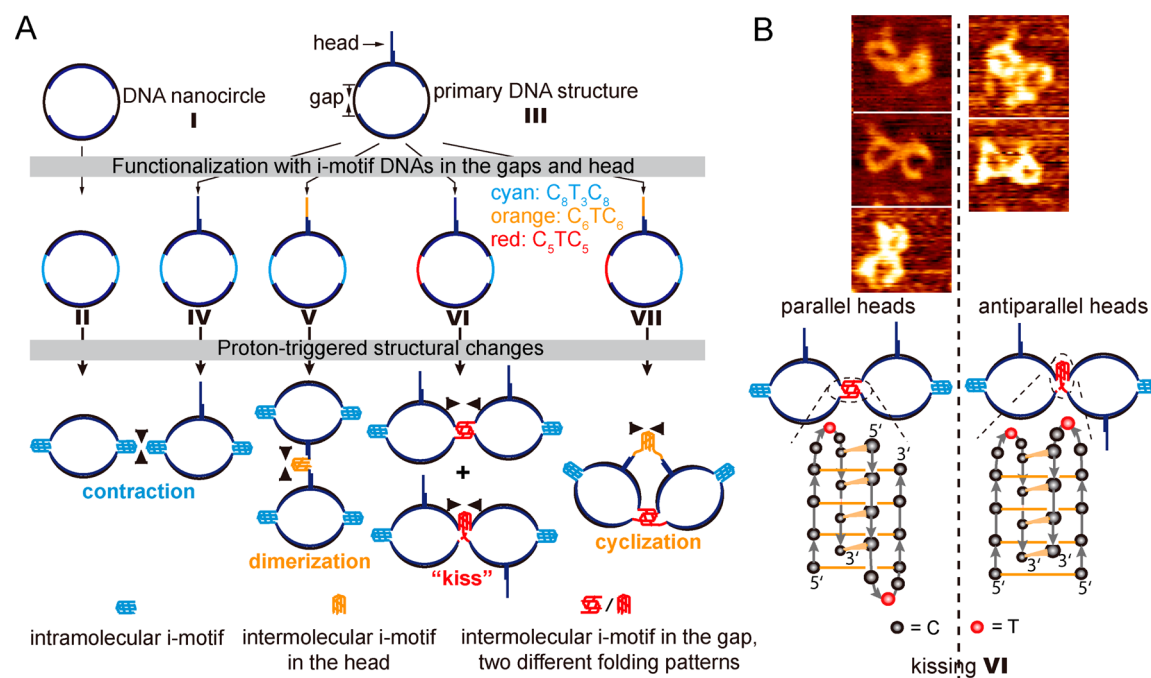 A
head
gap
DNA nanocircle
I
primary DNA structure
III
Functionalization with i-motif DNAs in the gaps and head
cyan: C8T3C8
orange: C6TC6
red: C5TC5
II
IV
V
VI
VII
Proton-triggered structural changes
contraction
dimerization
+
“kiss”
cyclization
/
intramolecular i-motif
intermolecular i-motif
in the head
intermolecular i-motif in the gap,
two different folding patterns
B
parallel heads
antiparallel heads
5‘
3‘
3‘
5‘
3‘
3‘
5‘
5‘
= C
= T
kissing VI